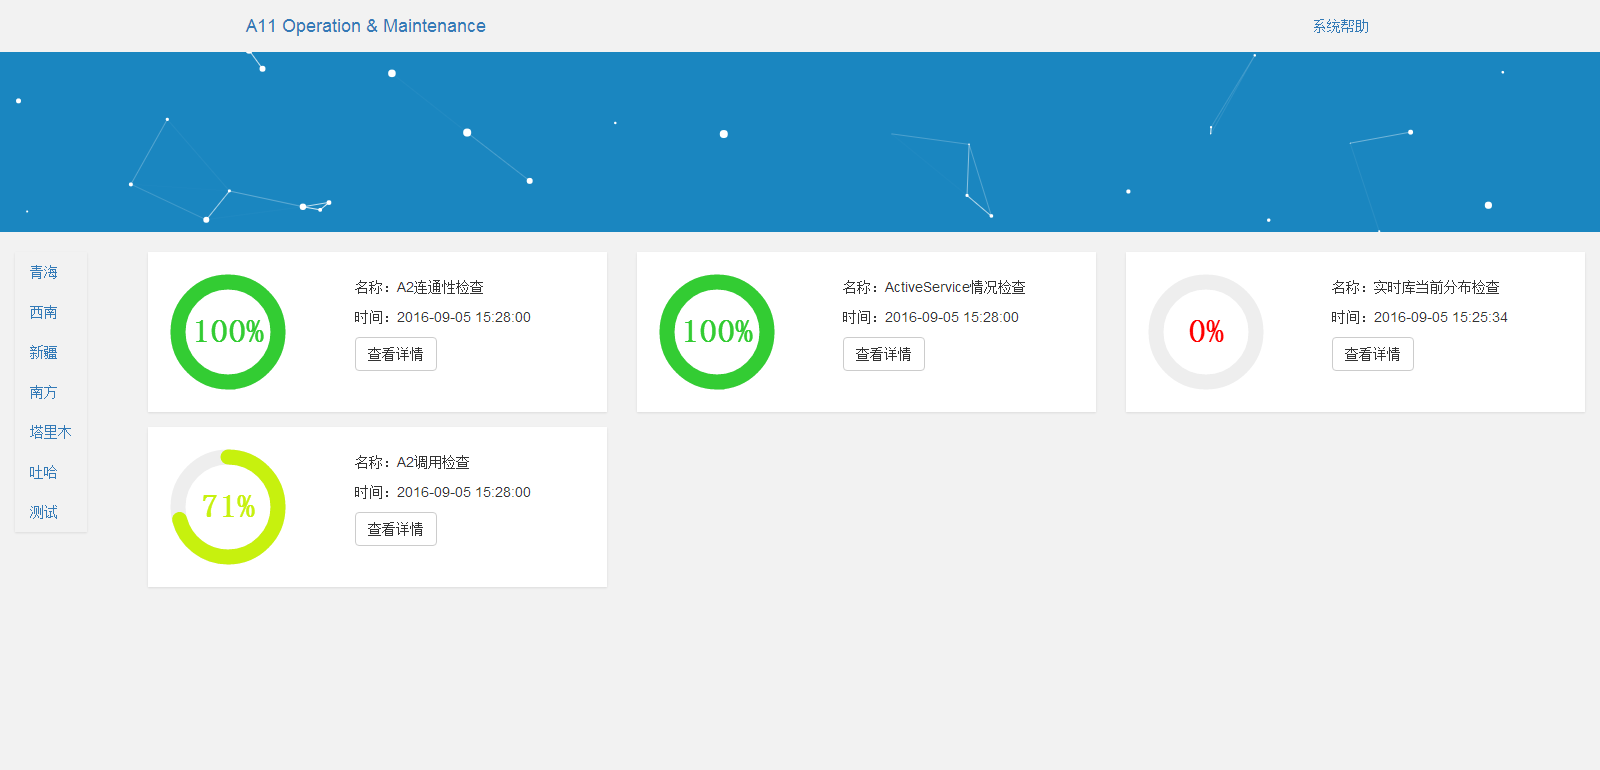 A11 Operation & Maintenance
系统帮助
青海
西南
新疆
南方
塔里木
吐哈
测试
100%
名称：A2连通性检查
时间：2016-09-05 15:28:00
查看详情
100%
名称：ActiveService情况检查
时间：2016-09-05 15:28:00
查看详情
0%
名称：实时库当前分布检查
时间：2016-09-05 15:25:34
查看详情
71%
名称：A2调用检查
时间：2016-09-05 15:28:00
查看详情